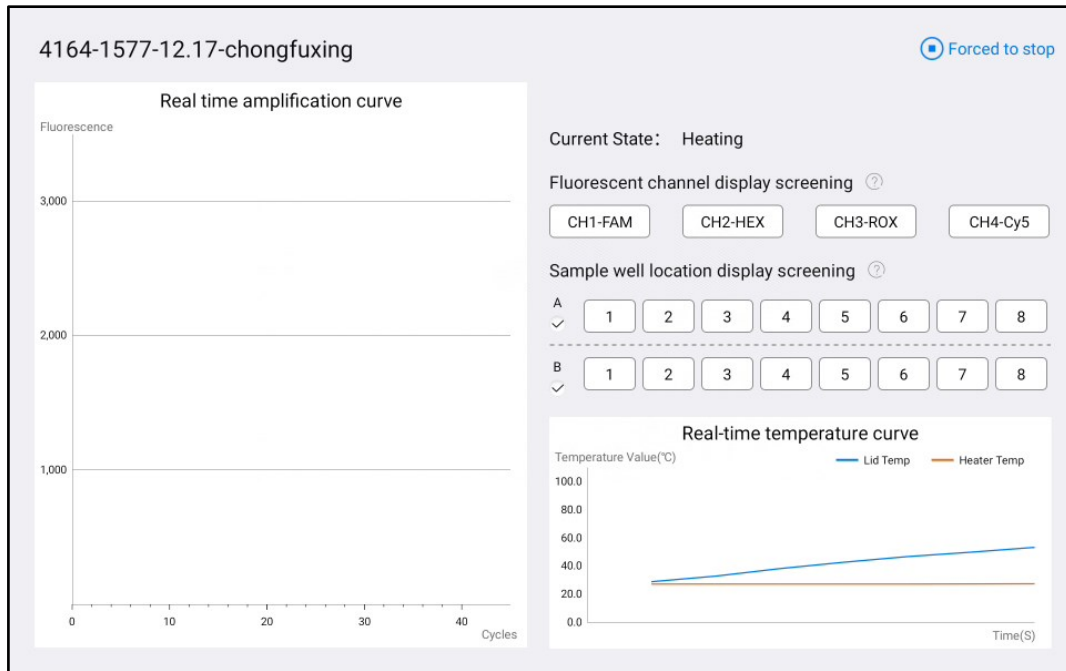 4164-1577-12.17-chongfuxing
Forced to stop
Real time amplification curve
Fluorescence
3,000
2,000
1,000
0 10 20 30 40
Cycles
Current State: Heating
Fluorescent channel display screening ?
CH1-FAM CH2-HEX CH3-ROX CH4-Cy5
Sample well location display screening ?
A
1 2 3 4 5 6 7 8
B
1 2 3 4 5 6 7 8
Real-time temperature curve
Temperature Value(℃) Lid Temp Heater Temp
100.0
80.0
60.0
40.0
20.0
0.0
Time(S)